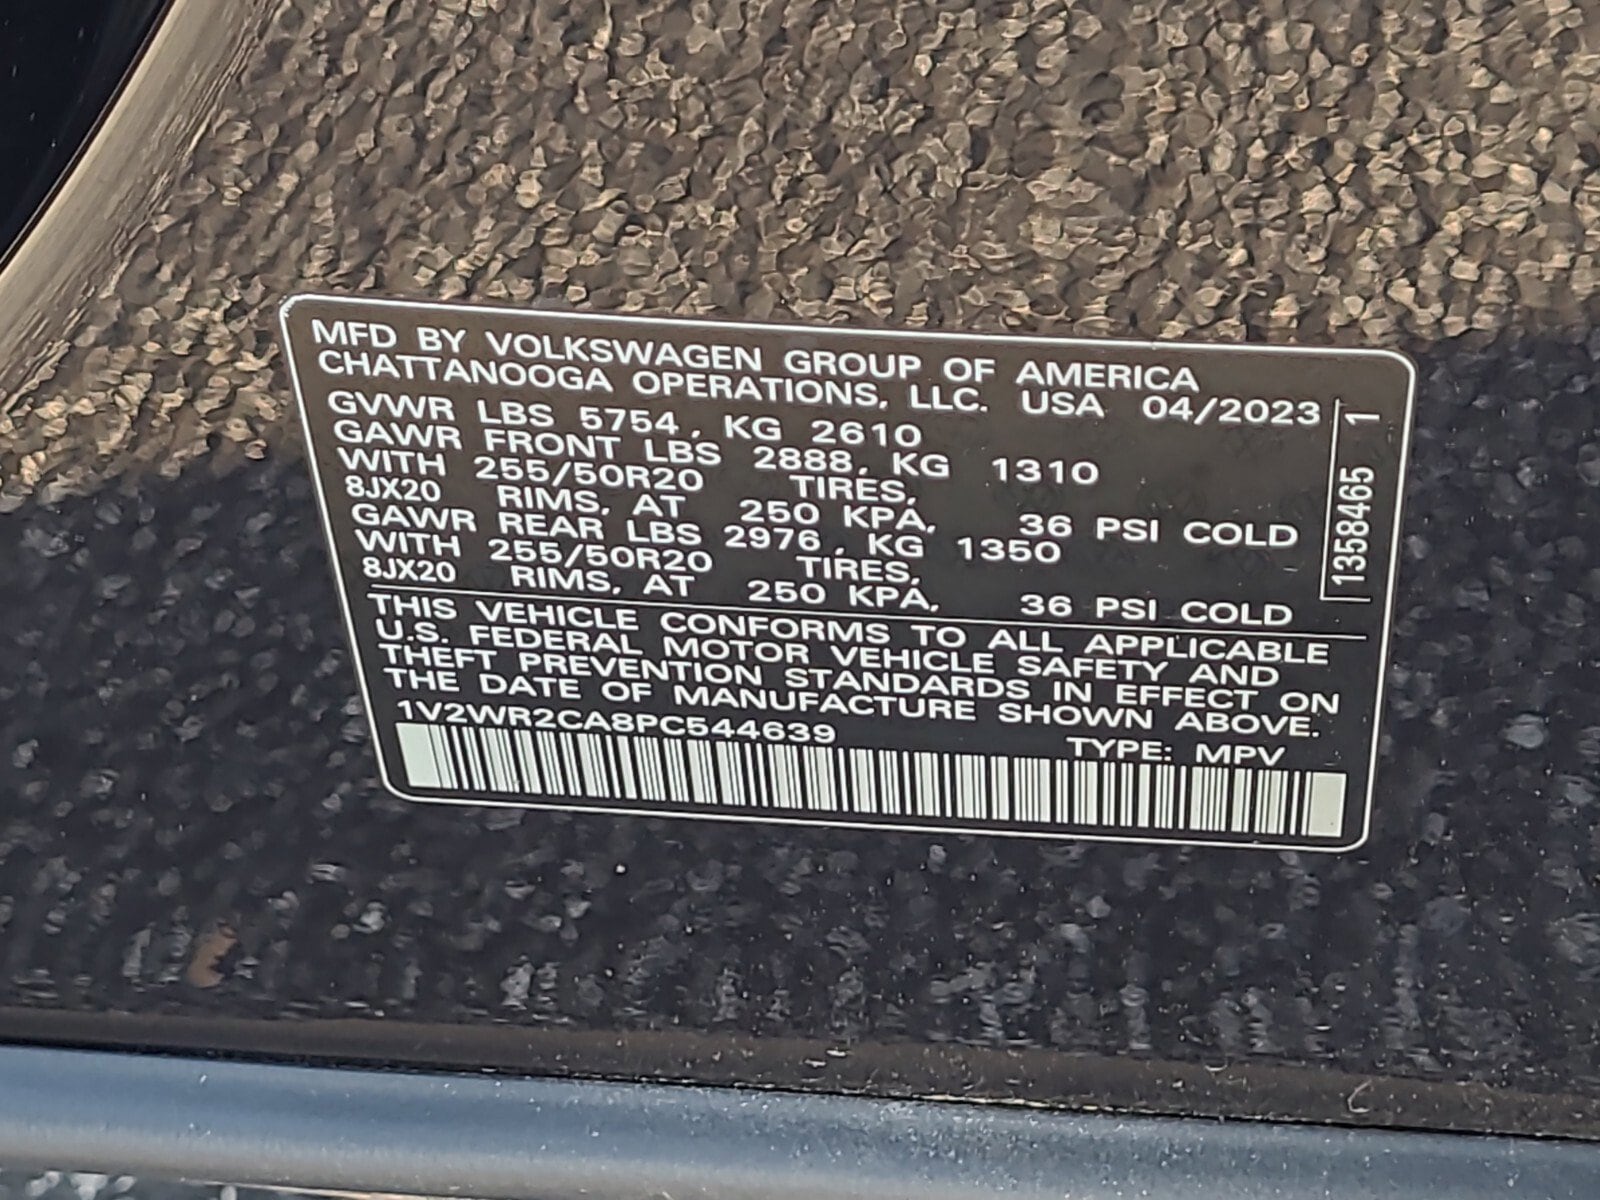 MFD BY VOLKSWAGEN GROUP OF AMERICA
CHATTANOOGA OPERATIONS, LLC. USA 04/2023
GVWR LBS 5754, KG 2610
GAWR FRONT LBS 2888, KG 1310
WITH 255/50R20 TIRES,
8JX20 RIMS, AT 250 KPA, 36 PSI COLD
GAWR REAR LBS 2976, KG 1350
WITH 255/50R20 TIRES,
8JX20 RIMS, AT 250 KPA, 36 PSI COLD
THIS VEHICLE CONFORMS TO ALL APPLICABLE
U.S. FEDERAL MOTOR VEHICLE SAFETY AND
THEFT PREVENTION STANDARDS IN EFFECT ON
THE DATE OF MANUFACTURE SHOWN ABOVE.
1V2WR2CA8PC544639 TYPE: MPV
1358465 1